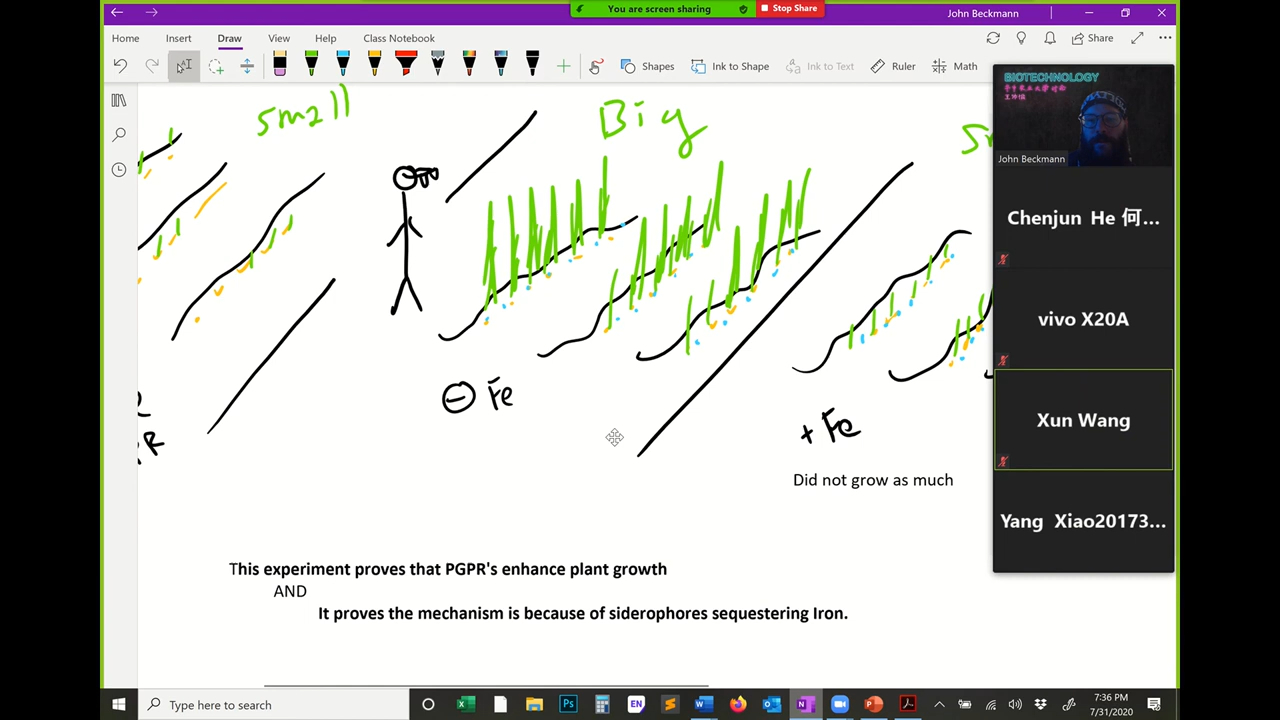 You are screen sharing
Stop Share
John Beckmann
Home Insert Draw View Help Class Notebook
Ink to Shape
Shapes
Ink to Text
Ruler
Math
Share
BIOTECHNOLOGY
John Beckmann
small
Big
Chenjun He 何...
vivo X20A
Xun Wang
Yang Xiao20173...
R
R
⊖ Fe
+ Fe
Did not grow as much
This experiment proves that PGPR's enhance plant growth
AND
It proves the mechanism is because of siderophores sequestering Iron.
Type here to search
EN
7:36 PM
7/31/2020